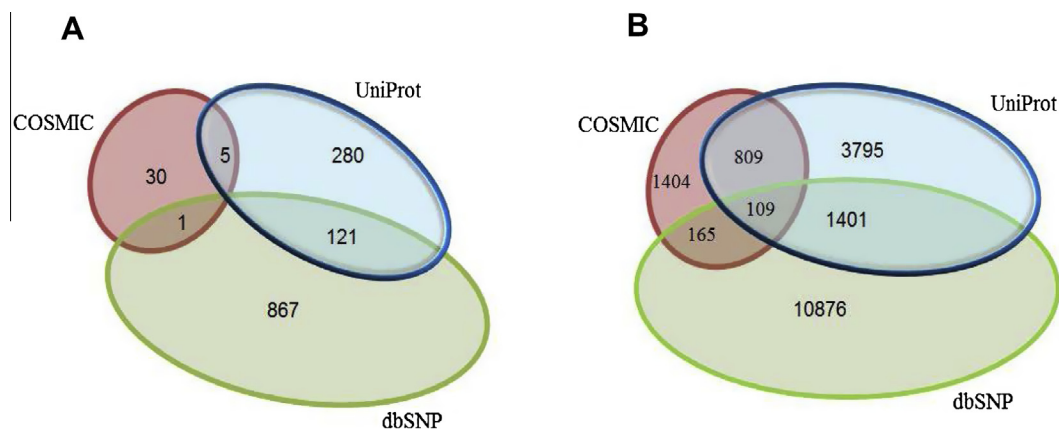 A
COSMIC
UniProt
30
5
280
1
121
867
dbSNP
B
COSMIC
UniProt
1404
809
3795
165
109
1401
10876
dbSNP